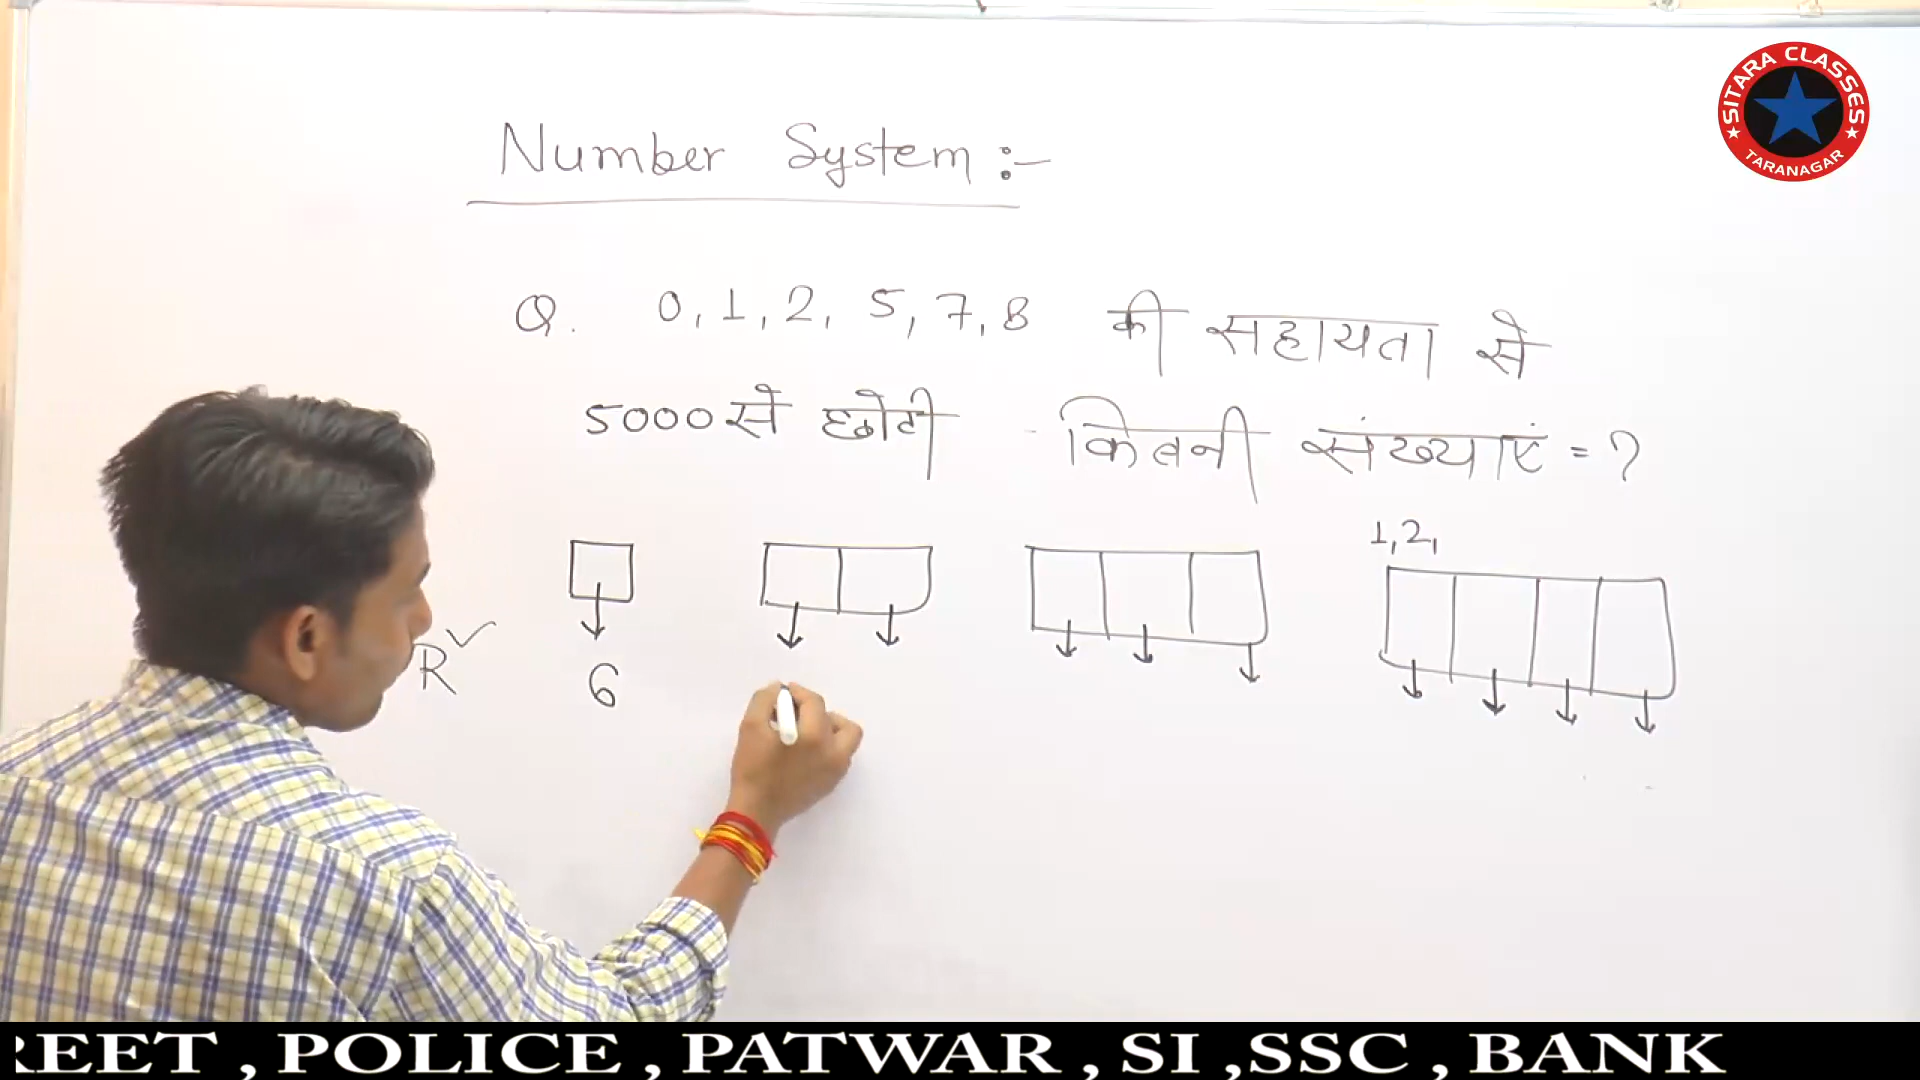 SITARA CLASSES
TARANAGAR
Number System :-
Q. 0, 1, 2, 5, 7, 8 की सहायता से
5000 से छोटी कितनी संख्याएं = ?
1, 2,
R ✓ 6
REET , POLICE , PATWAR , SI ,SSC , BANK